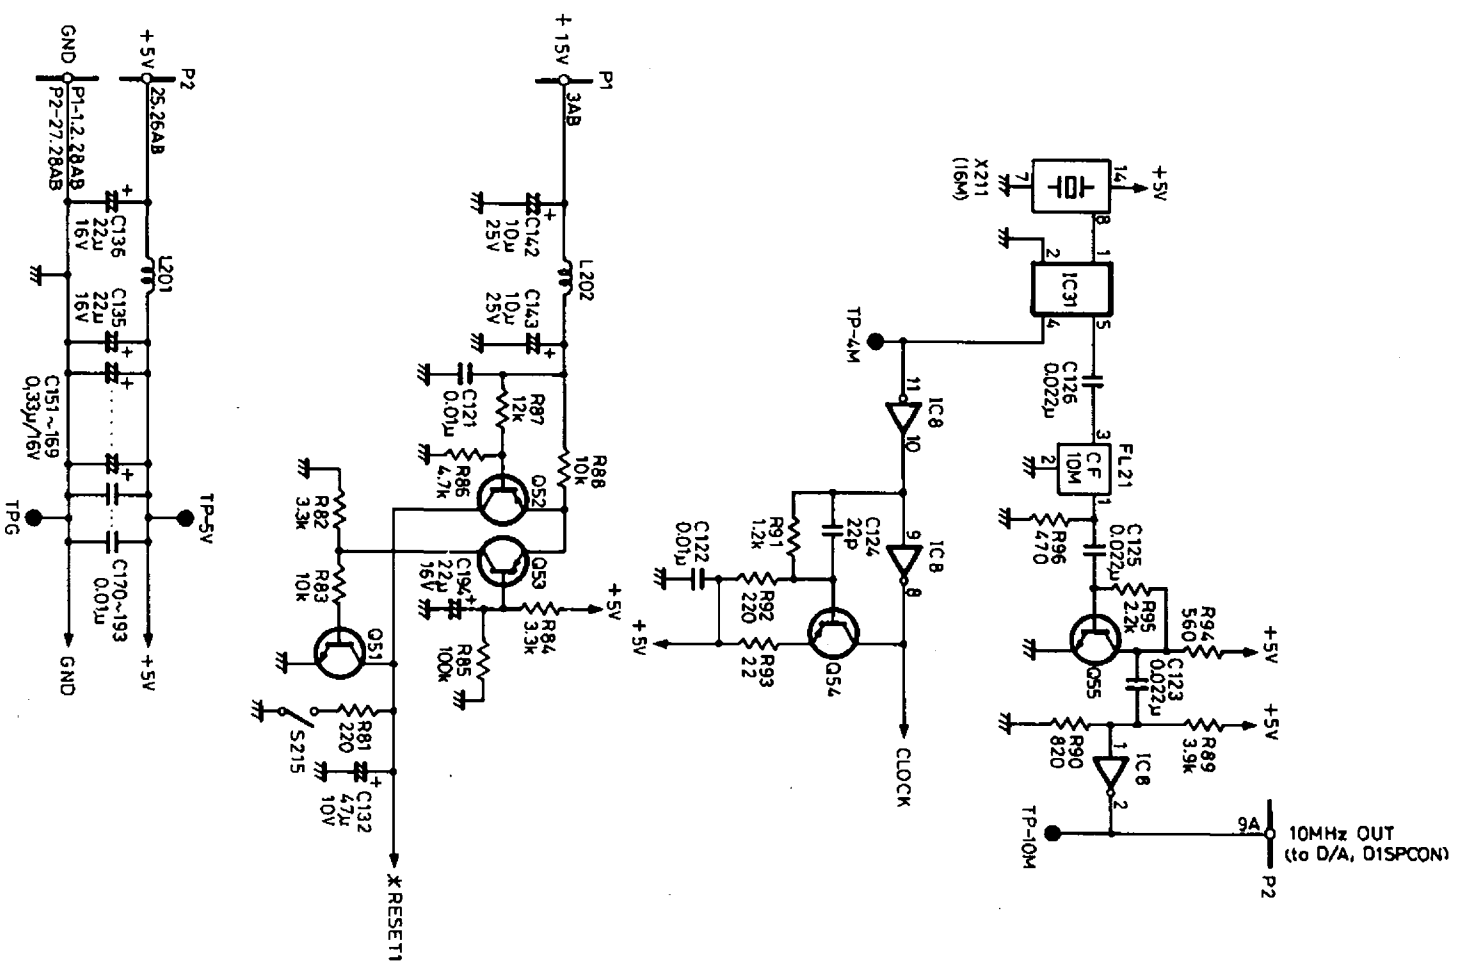 GND
P1-1.2.28AB
P2-27.28AB
+5V
P2
25.26AB
+
C136
22μ
16V
L201
C135
22μ
16V
+
+
C151~169
0,33μ/16V
+
TPG
TP-5V
C170~193
0.01μ
GND
+5V
+15V
P1
3AB
C142
10μ
25V
+
L202
C143
10μ
25V
+
C121
0.01μ
R87
12k
R88
10k
R86
4.7k
Q52
R82
3.3k
Q53
R83
10k
C194
22μ
16V
+
+5V
R84
3.3k
R85
100k
Q51
R81
220
S215
C132
47μ
10V
+
*RESET1
X211
(16M)
7
14
+5V
8
2
1
IC31
4
5
TP-4M
C126
0.022μ
11
IC8
10
3
FL21
CF
10M
2
1
R91
1.2k
C124
22p
9
IC8
8
R96
470
C125
0.022μ
C122
0.01μ
R92
220
R95
2.2k
+5V
R93
22
Q54
R94
560
+5V
Q55
C123
0.022μ
R90
820
R89
3.9k
+5V
CLOCK
1
IC8
2
TP-10M
9A
10MHz OUT
(to D/A, D1SPCON)
P2